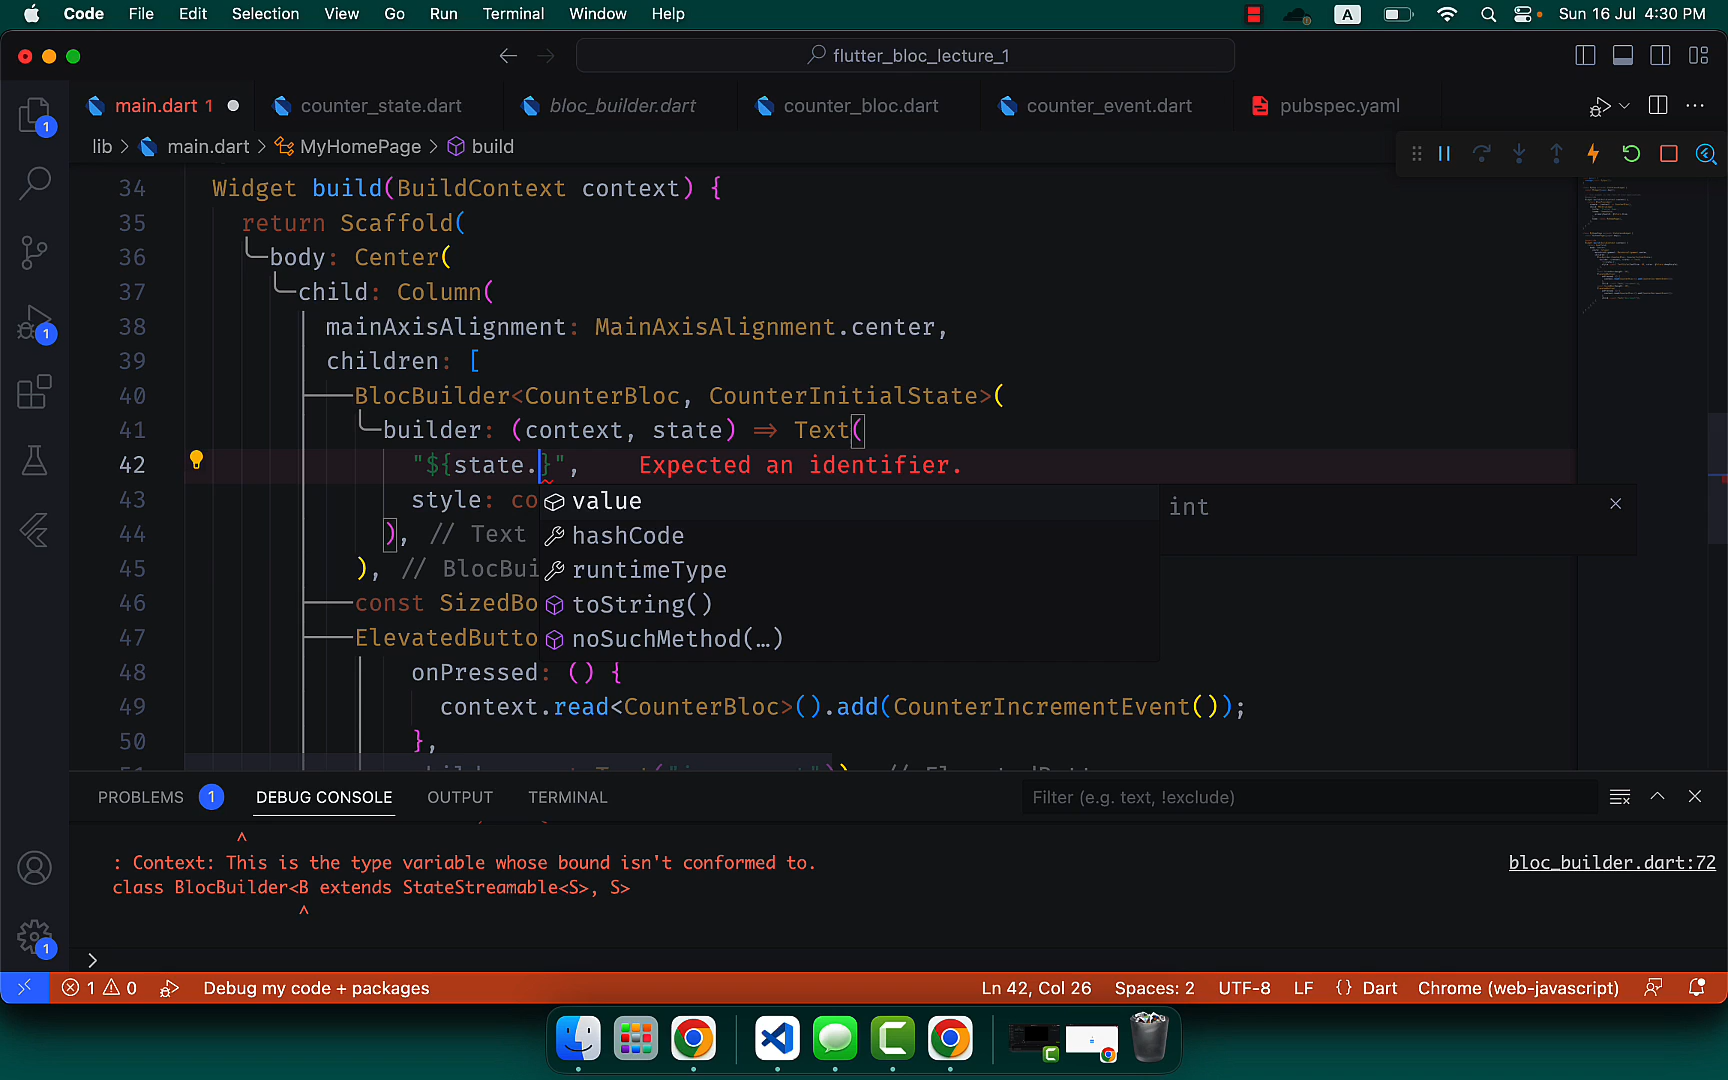 Code File Edit Selection View Go Run Terminal Window Help A Sun 16 Jul 4:30 PM
flutter_bloc_lecture_1
main.dart 1 counter_state.dart bloc_builder.dart counter_bloc.dart counter_event.dart pubspec.yaml
lib > main.dart > MyHomePage > build
34 Widget build(BuildContext context) {
35 return Scaffold(
36 body: Center(
37 child: Column(
38 mainAxisAlignment: MainAxisAlignment.center,
39 children: [
40 BlocBuilder<CounterBloc, CounterInitialState>(
41 builder: (context, state) => Text(
42 "${state.}", Expected an identifier.
43 style: co
value int
44 ), // Text
hashCode
45 ), // BlocBui
runtimeType
46 const SizedBo
toString()
47 ElevatedButto
noSuchMethod(…)
48 onPressed: () {
49 context.read<CounterBloc>().add(CounterIncrementEvent());
50 },
PROBLEMS 1 DEBUG CONSOLE OUTPUT TERMINAL Filter (e.g. text, !exclude)
^
: Context: This is the type variable whose bound isn't conformed to. bloc_builder.dart:72
class BlocBuilder<B extends StateStreamable<S>, S>
^
>
1 0 Debug my code + packages Ln 42, Col 26 Spaces: 2 UTF-8 LF {} Dart Chrome (web-javascript)